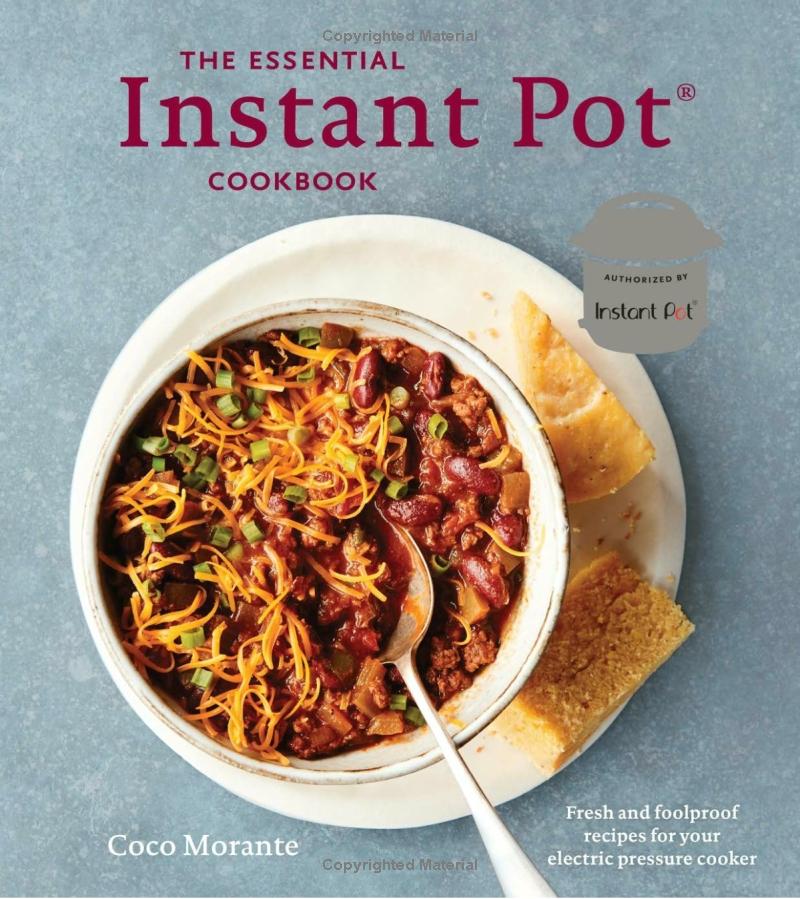 Copyrighted Material
THE ESSENTIAL
Instant Pot®
COOKBOOK
AUTHORIZED BY
Instant Pot®
Coco Morante
Fresh and foolproof
recipes for your
electric pressure cooker
Copyrighted Material